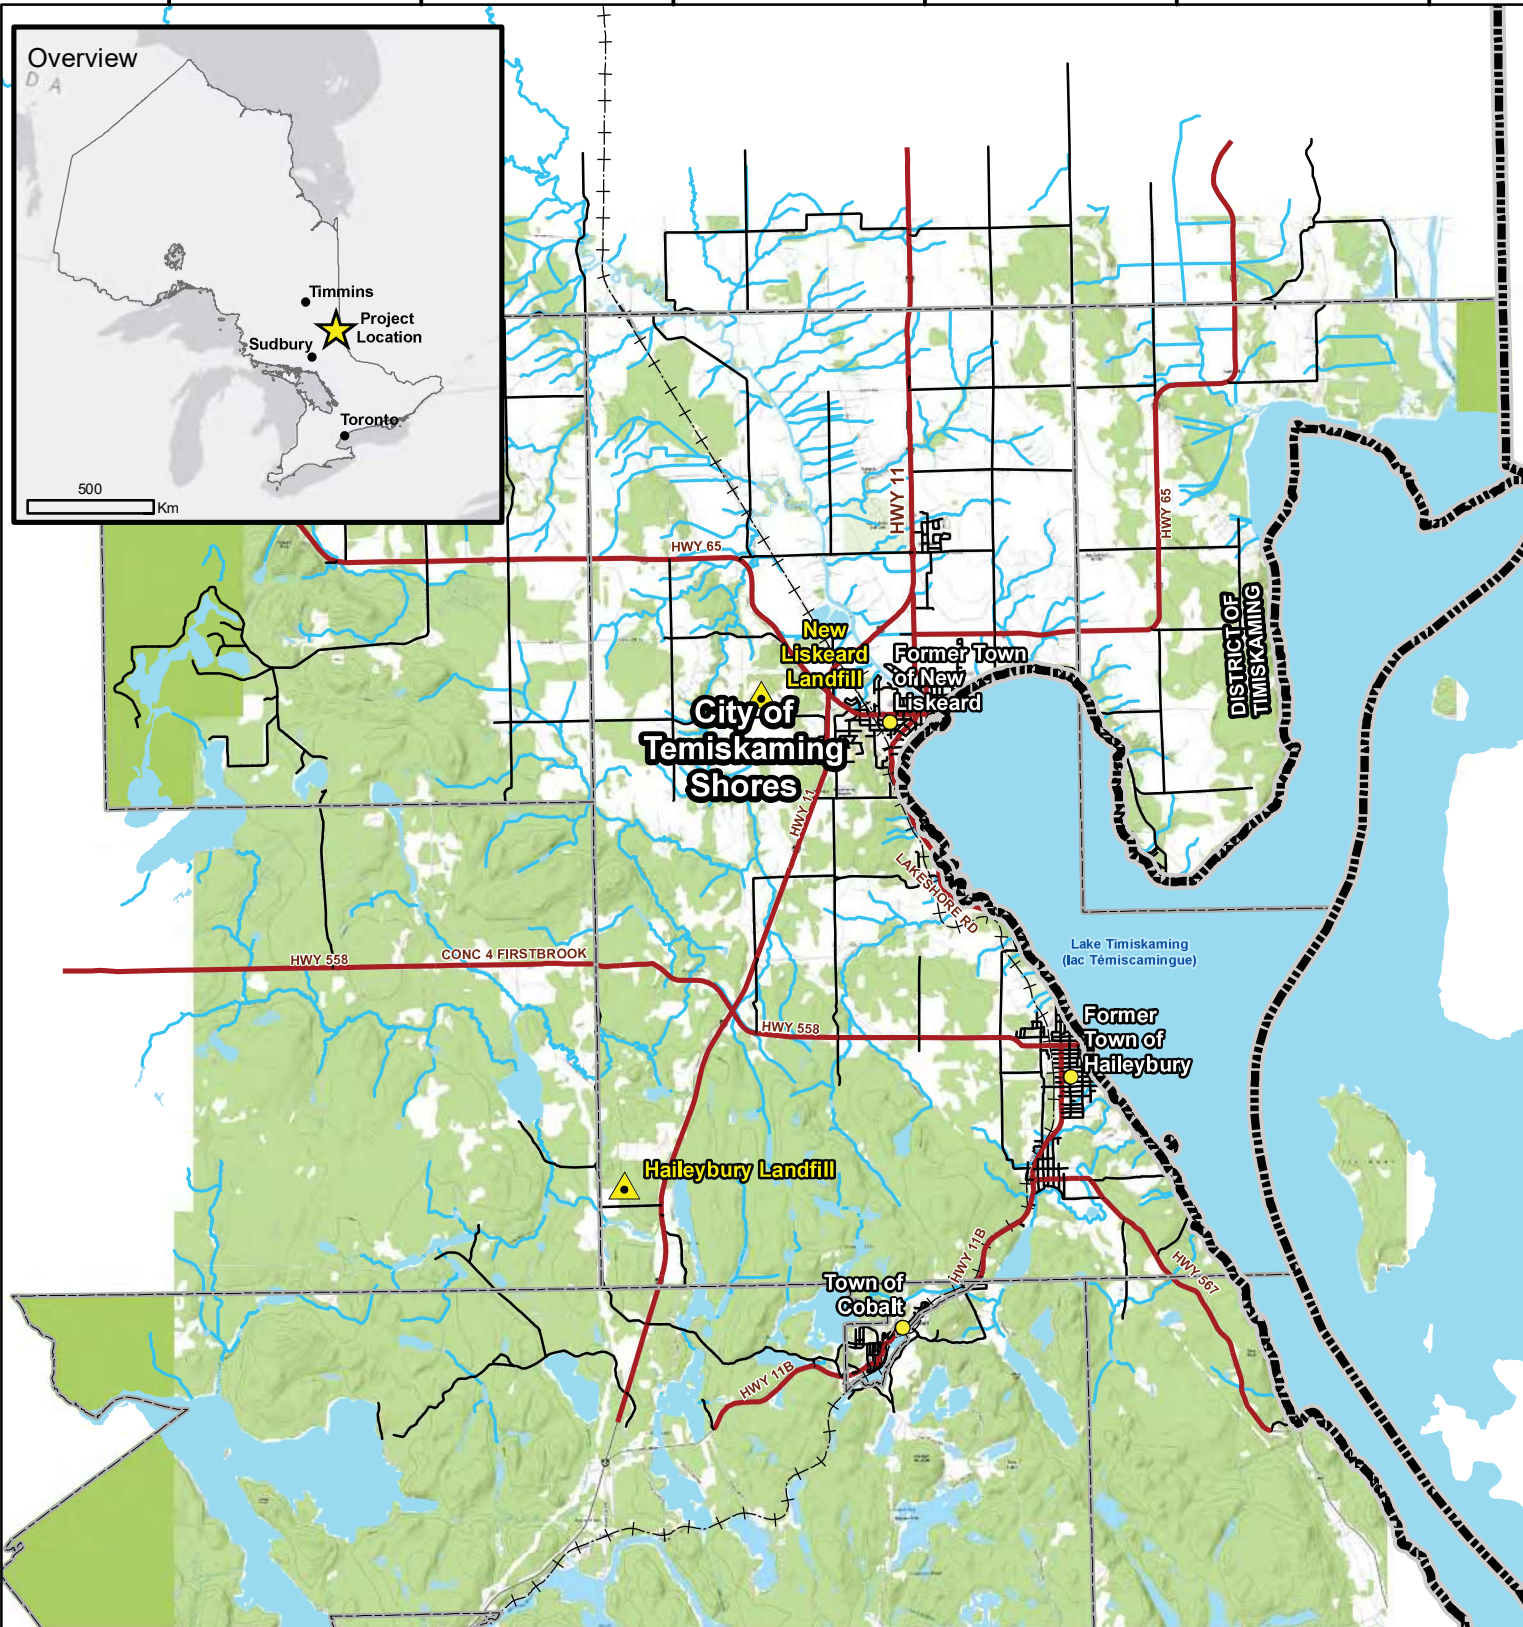 Overview
D A
Timmins
Project
Location
Sudbury
Toronto
500
Km
HWY 11
HWY 65
HWY 65
DISTRICT OF
TIMISKAMING
New
Liskeard
Landfill
Former Town
of New
Liskeard
City of
Temiskaming
Shores
HWY 11
LAKESHORE RD
Lake Timiskaming
(lac Témiscamingue)
HWY 558
CONC 4 FIRSTBROOK
HWY 558
Former
Town of
Haileybury
Haileybury Landfill
HWY 11B
HWY 567
Town of
Cobalt
HWY 11B